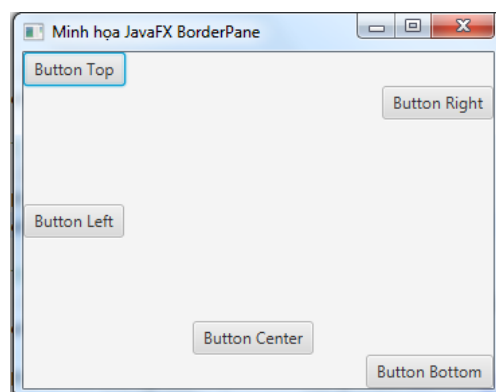 Minh họa JavaFX BorderPane
Button Top
Button Right
Button Left
Button Center
Button Bottom